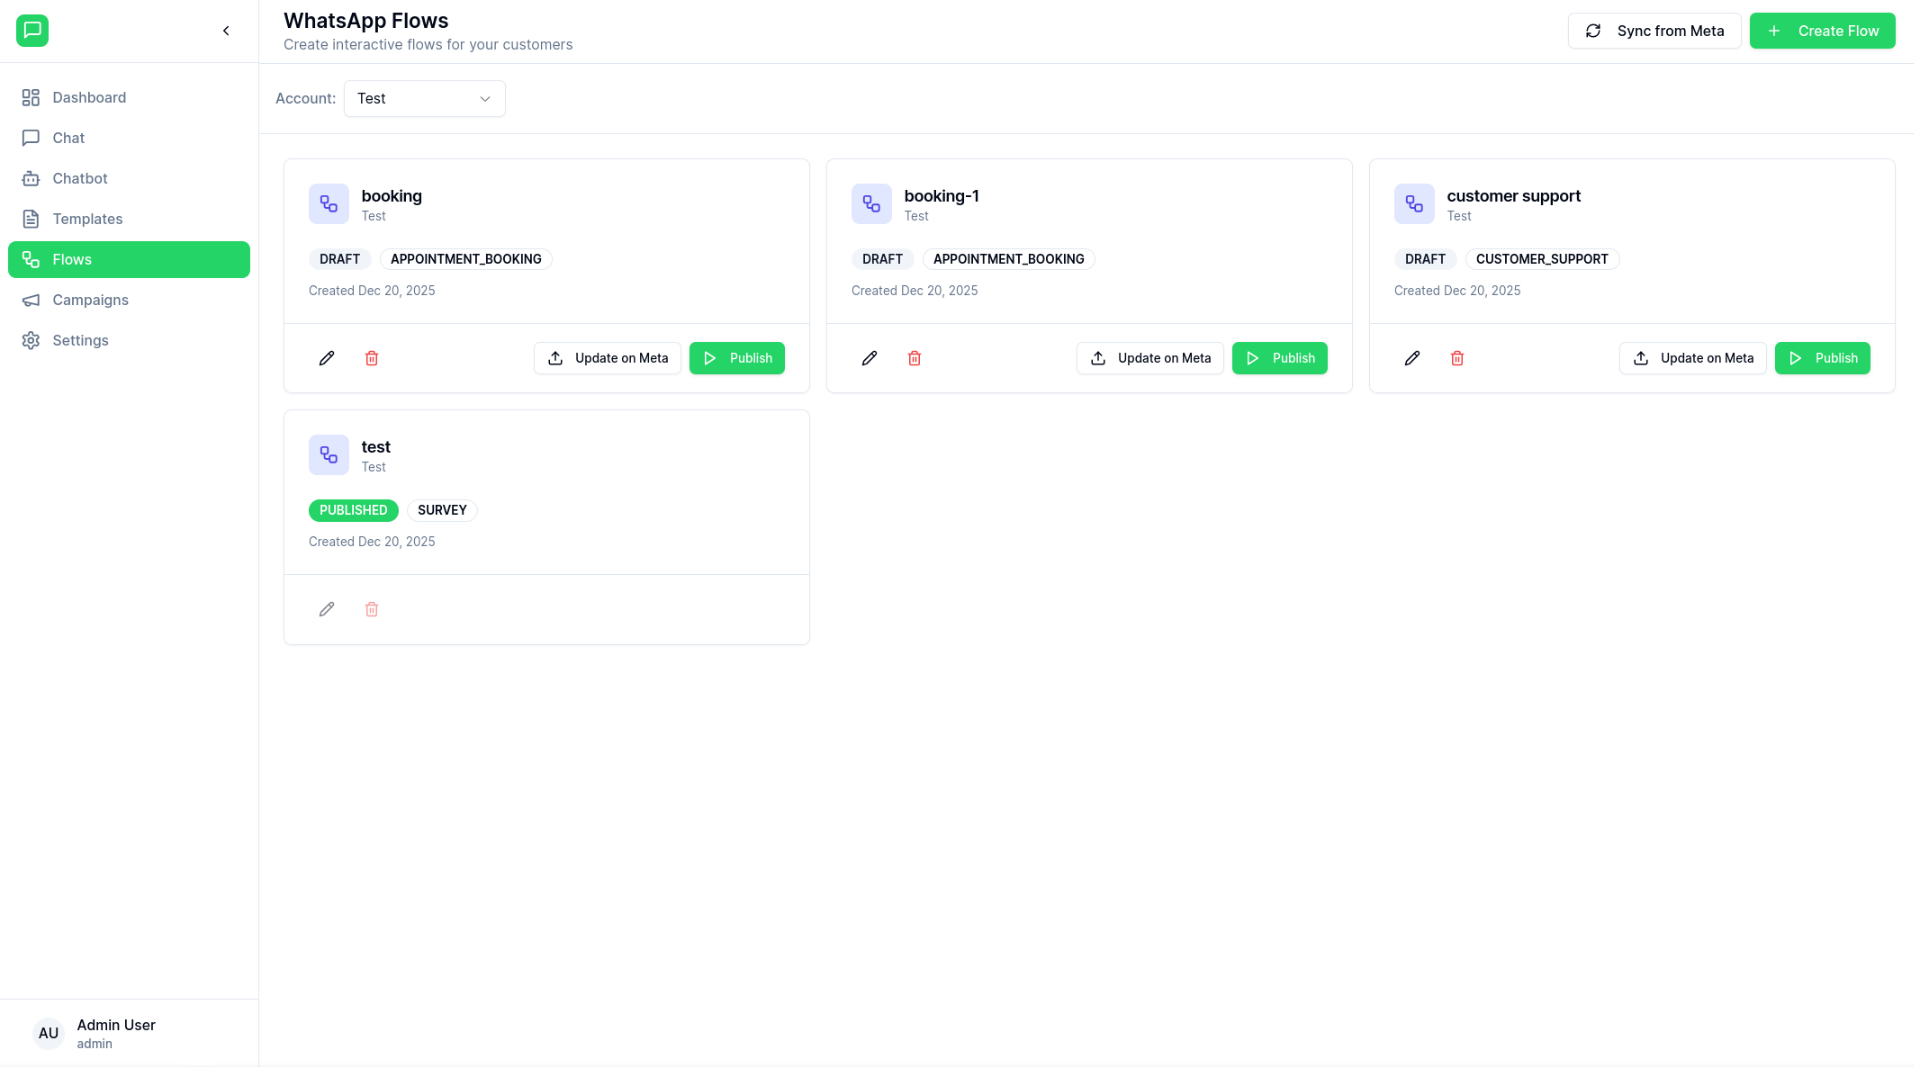 WhatsApp Flows
Create interactive flows for your customers
Sync from Meta
Create Flow
Dashboard
Chat
Chatbot
Templates
Flows
Campaigns
Settings
Account: Test
booking
Test
DRAFT APPOINTMENT_BOOKING
Created Dec 20, 2025
Update on Meta Publish
booking-1
Test
DRAFT APPOINTMENT_BOOKING
Created Dec 20, 2025
Update on Meta Publish
customer support
Test
DRAFT CUSTOMER_SUPPORT
Created Dec 20, 2025
Update on Meta Publish
test
Test
PUBLISHED SURVEY
Created Dec 20, 2025
AU
Admin User
admin